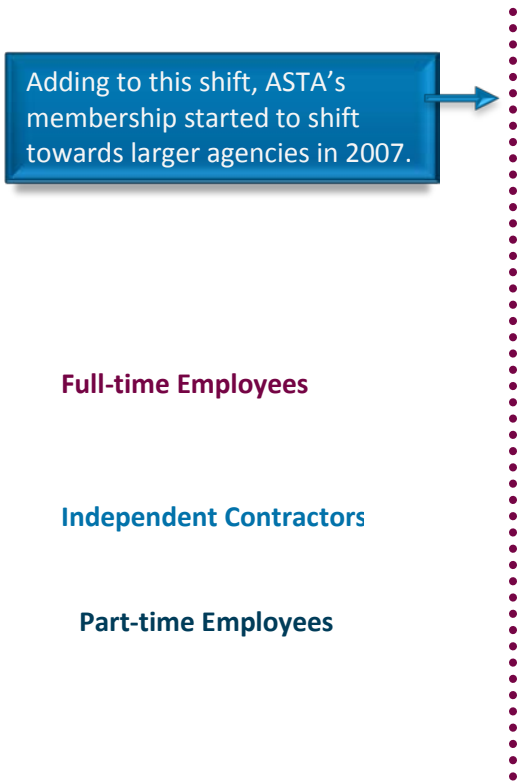 Adding to this shift, ASTA’s
membership started to shift
towards larger agencies in 2007.
Full-time Employees
Independent Contractors
Part-time Employees